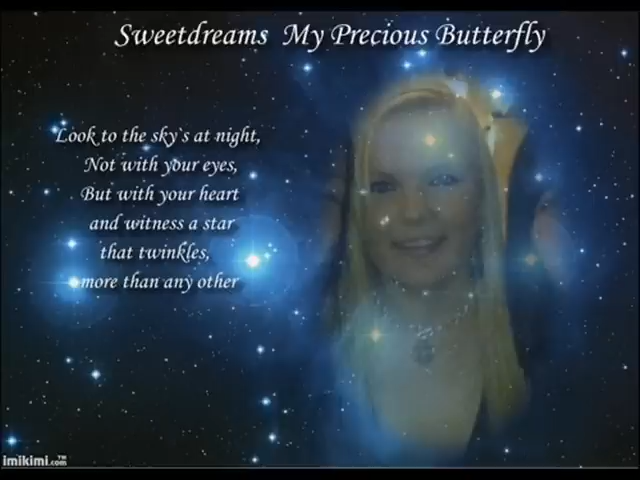 Sweetdreams My Precious Butterfly
Look to the sky`s at night,
Not with your eyes,
But with your heart
and witness a star
that twinkles,
more than any other
imikimi.com™